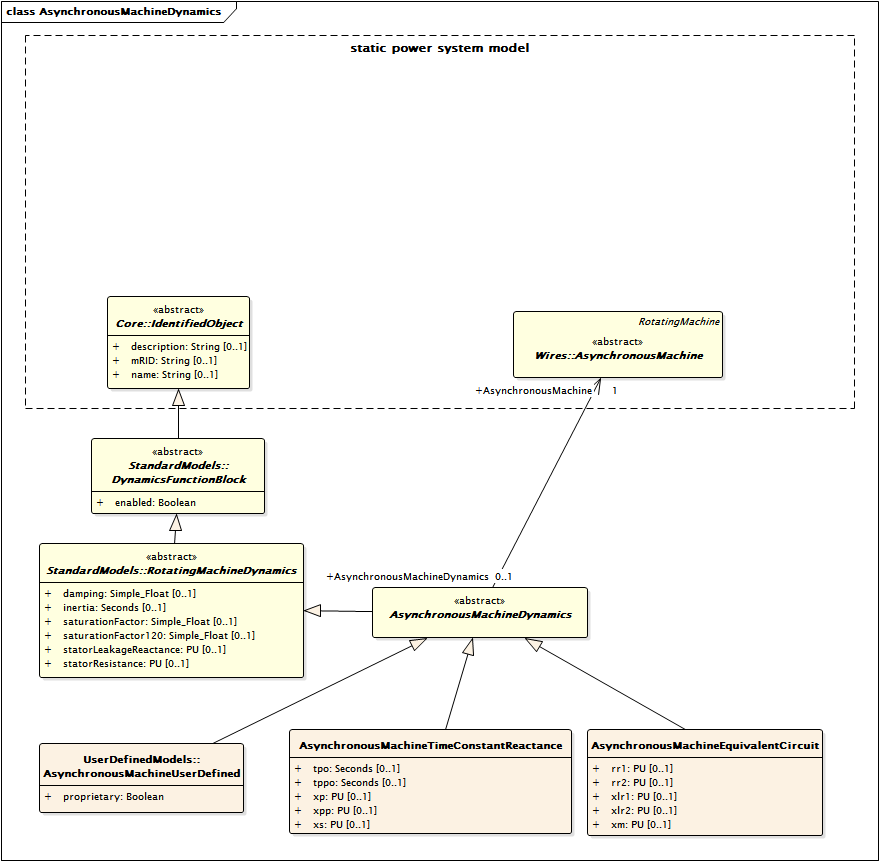 class AsynchronousMachineDynamics
static power system model
«abstract»
Core::IdentifiedObject
+ description: String [0..1]
+ mRID: String [0..1]
+ name: String [0..1]
RotatingMachine
«abstract»
Wires::AsynchronousMachine
+AsynchronousMachine 1
«abstract»
StandardModels::
DynamicsFunctionBlock
+ enabled: Boolean
«abstract»
StandardModels::RotatingMachineDynamics
+ damping: Simple_Float [0..1]
+ inertia: Seconds [0..1]
+ saturationFactor: Simple_Float [0..1]
+ saturationFactor120: Simple_Float [0..1]
+ statorLeakageReactance: PU [0..1]
+ statorResistance: PU [0..1]
+AsynchronousMachineDynamics 0..1
«abstract»
AsynchronousMachineDynamics
UserDefinedModels::
AsynchronousMachineUserDefined
+ proprietary: Boolean
AsynchronousMachineTimeConstantReactance
+ tpo: Seconds [0..1]
+ tppo: Seconds [0..1]
+ xp: PU [0..1]
+ xpp: PU [0..1]
+ xs: PU [0..1]
AsynchronousMachineEquivalentCircuit
+ rr1: PU [0..1]
+ rr2: PU [0..1]
+ xlr1: PU [0..1]
+ xlr2: PU [0..1]
+ xm: PU [0..1]